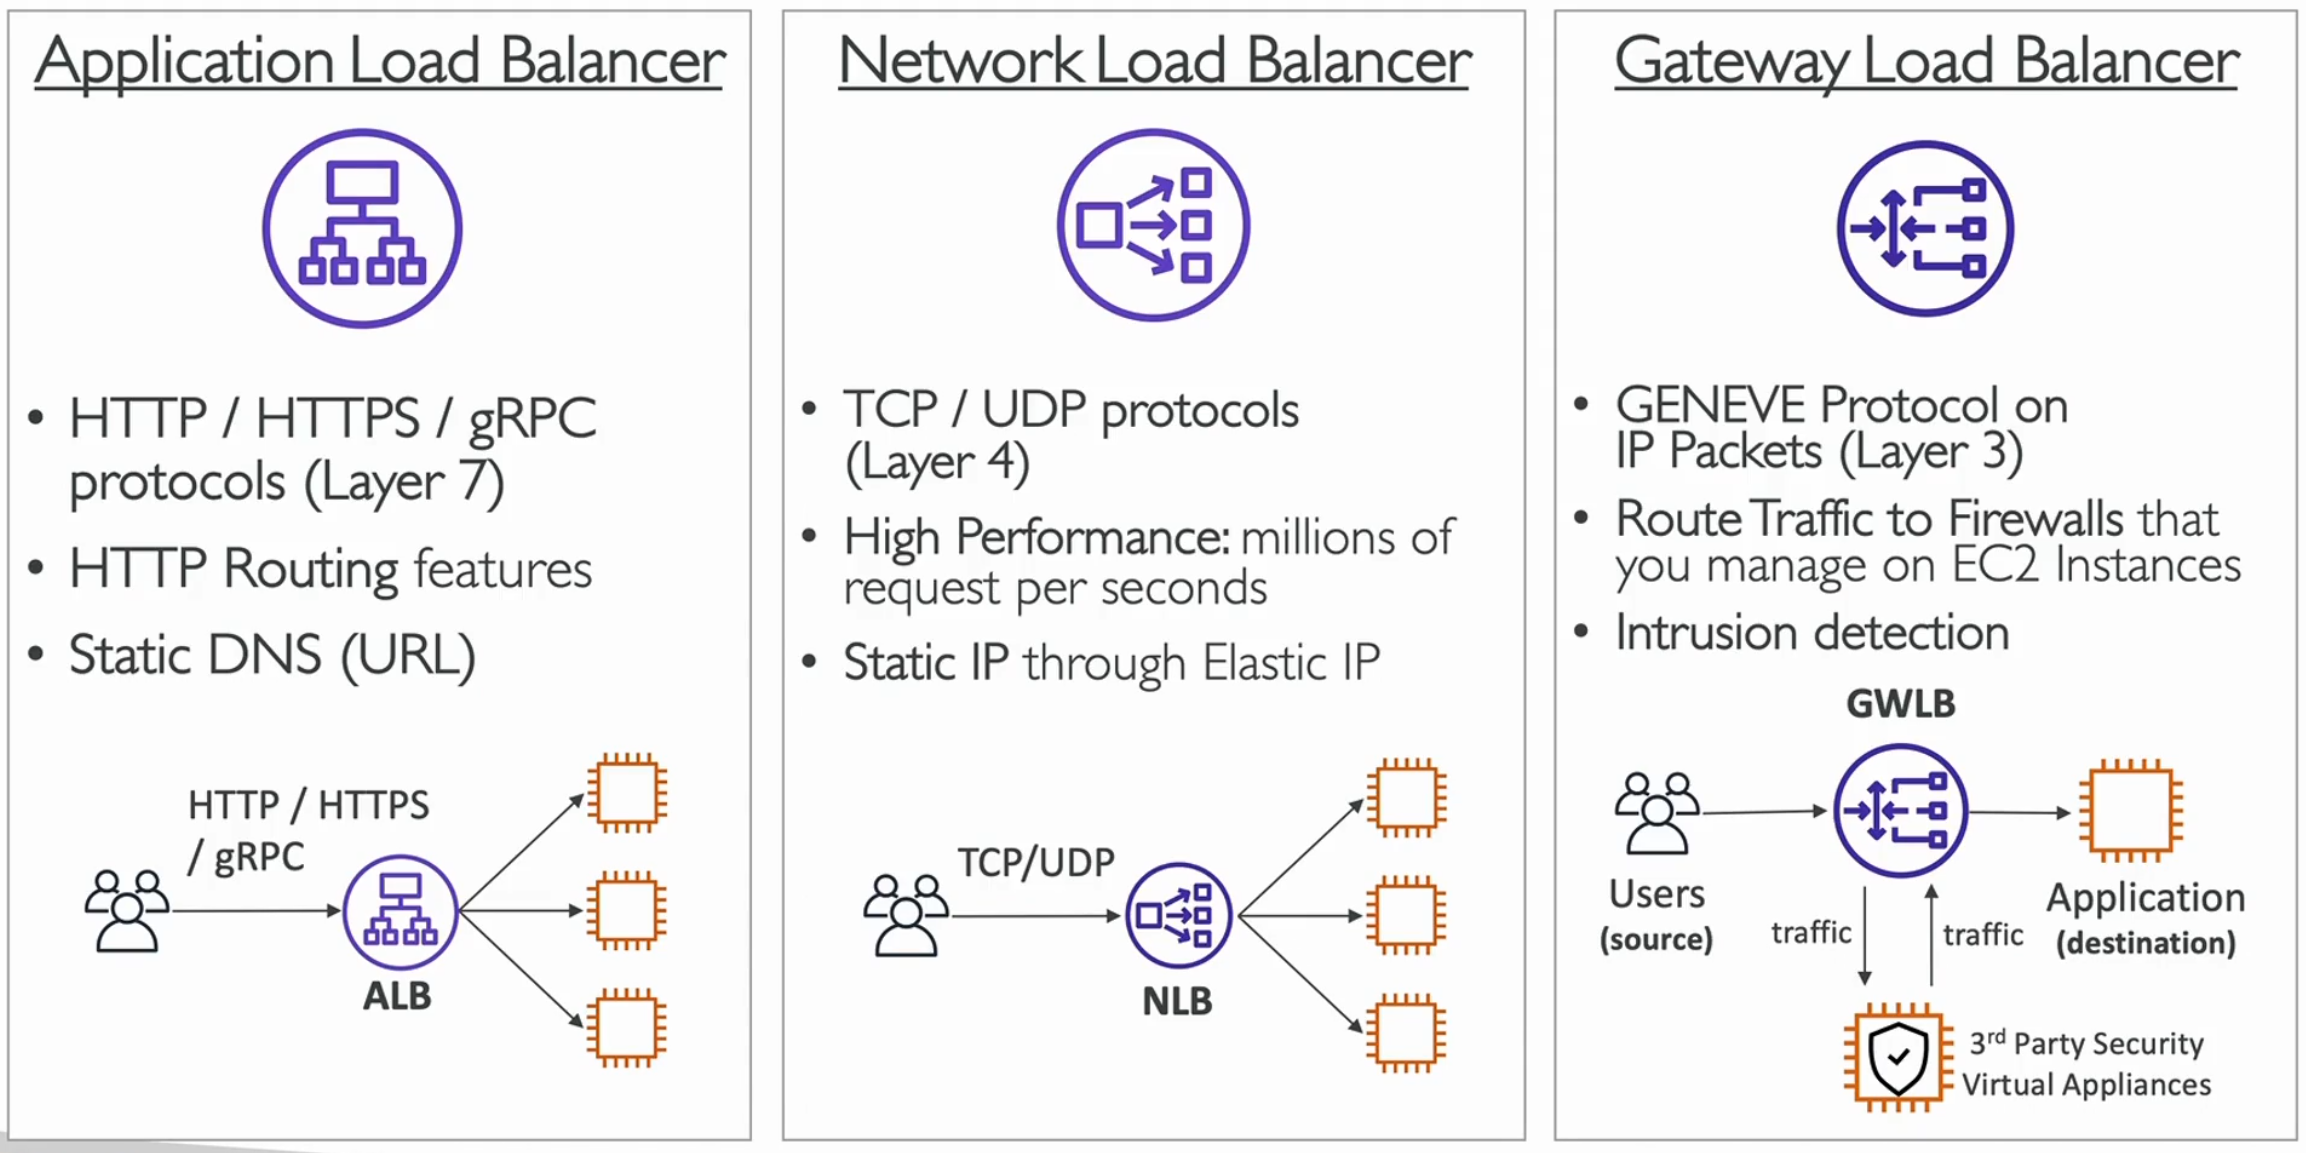 Application Load Balancer
• HTTP / HTTPS / gRPC
protocols (Layer 7)
• HTTP Routing features
• Static DNS (URL)
HTTP / HTTPS
/ gRPC
ALB
Network Load Balancer
• TCP / UDP protocols
(Layer 4)
• High Performance: millions of
request per seconds
• Static IP through Elastic IP
TCP/UDP
NLB
Gateway Load Balancer
• GENEVE Protocol on
IP Packets (Layer 3)
• Route Traffic to Firewalls that
you manage on EC2 Instances
• Intrusion detection
GWLB
Users
(source)
traffic
traffic
Application
(destination)
3rd Party Security
Virtual Appliances